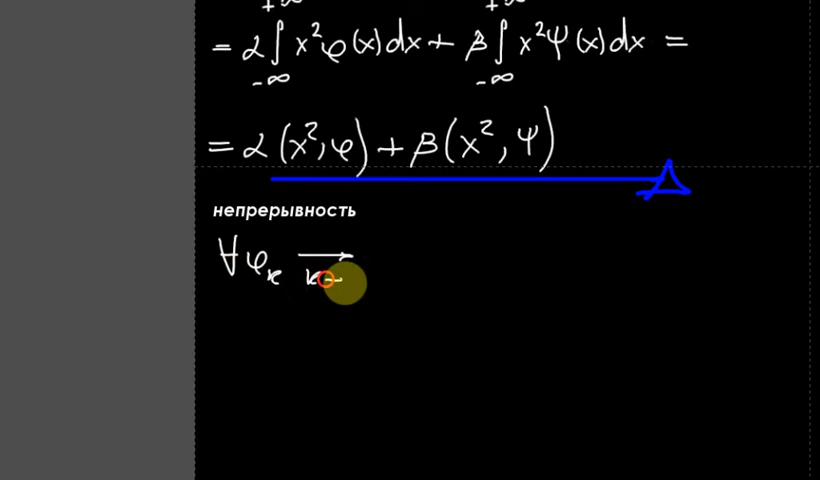 +∞ +∞
= α ∫ x²φ(x)dx + β ∫ x²ψ(x)dx =
-∞ -∞
= α(x², φ) + β(x², ψ)
непрерывность
∀φₖ →
k→